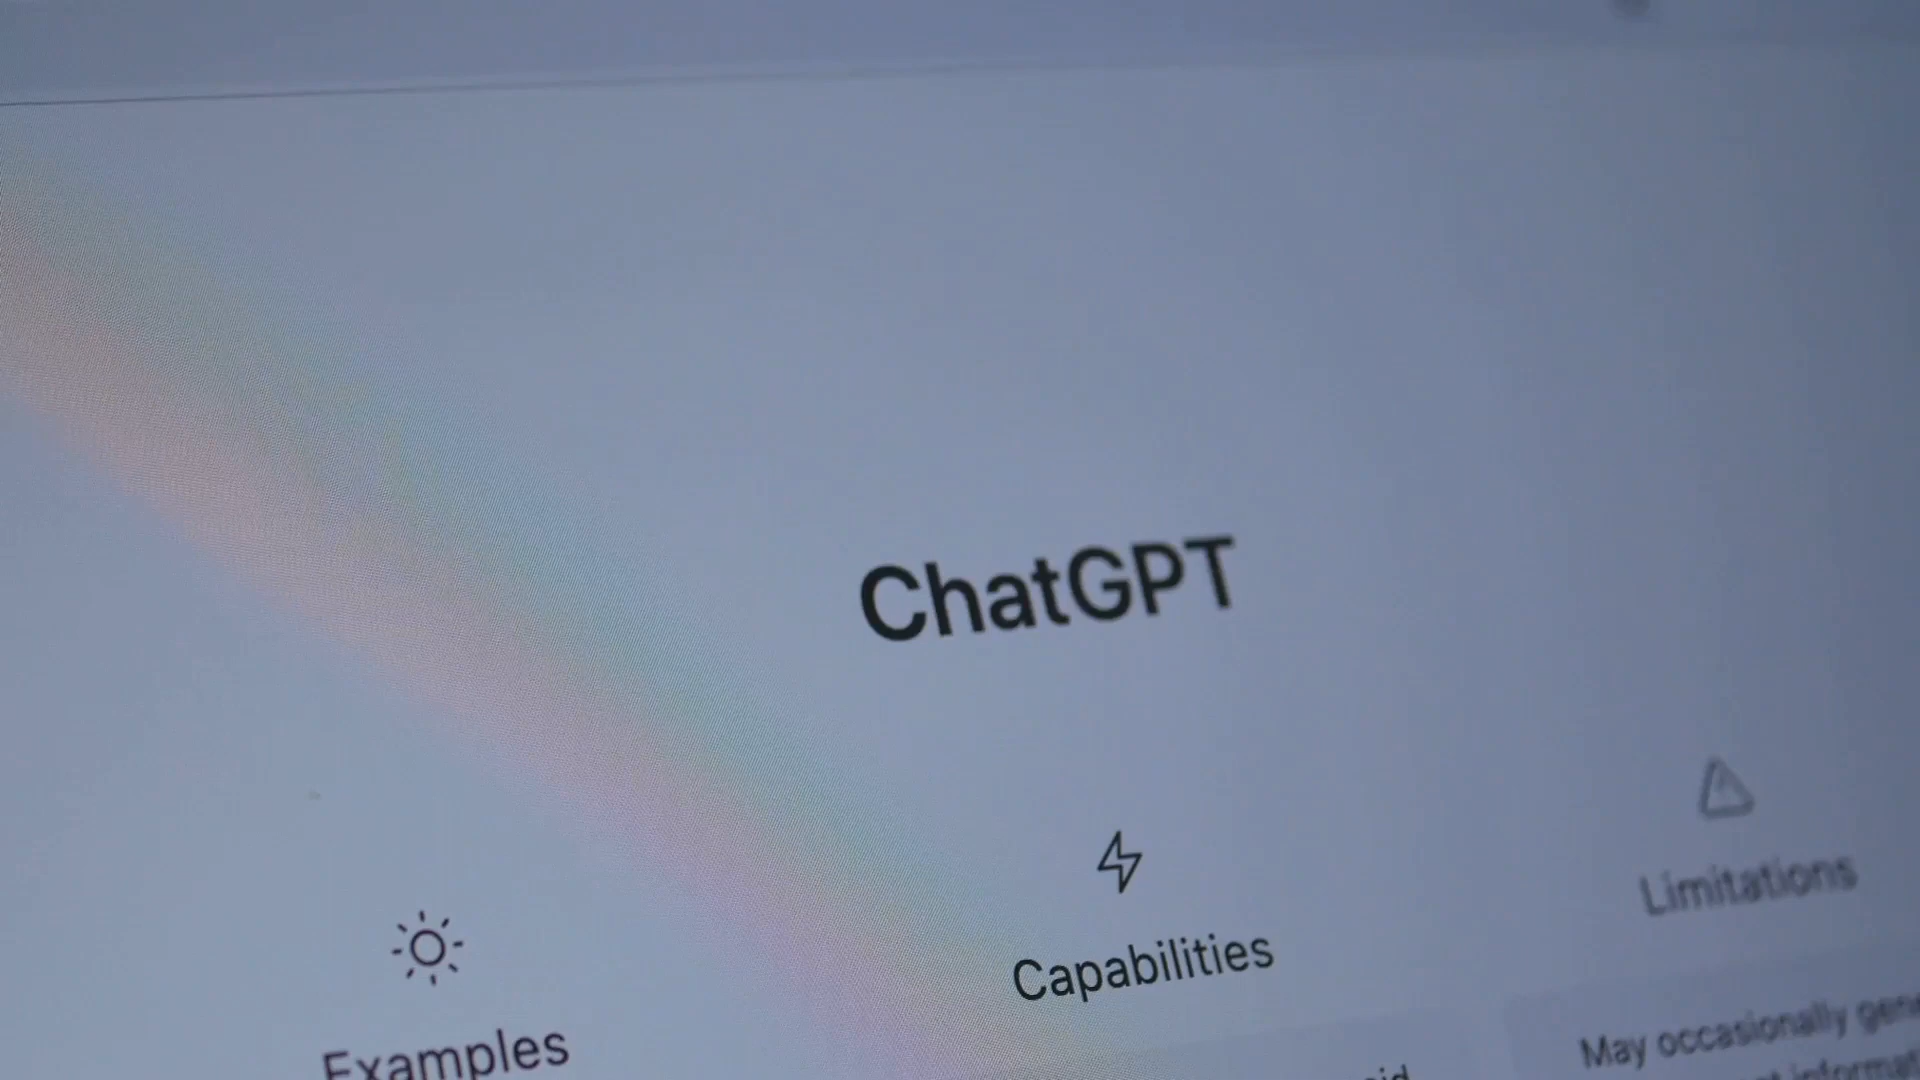 ChatGPT
Examples
Capabilities
Limitations
May occasionally